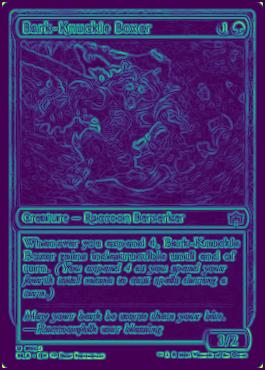 Bark-Knuckle Boxer 1
Creature — Raccoon Berserker
Whenever you expend 4, Bark-Knuckle
Boxer gains indestructible until end of
turn. (You expend 4 as you spend your
fourth total mana to cast spells during a
turn.)
May your bark be worse than your bite.
—Raccoonfolk war blessing
3/2